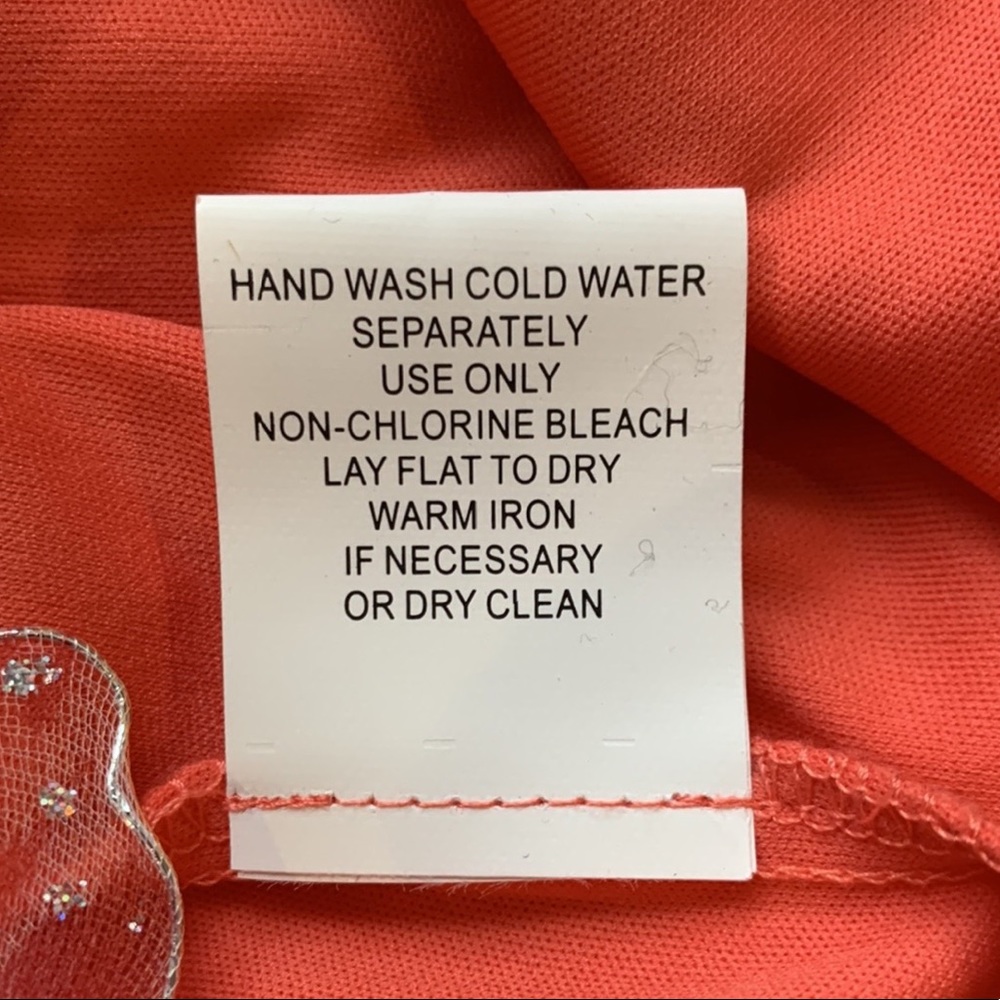 HAND WASH COLD WATER
SEPARATELY
USE ONLY
NON-CHLORINE BLEACH
LAY FLAT TO DRY
WARM IRON
IF NECESSARY
OR DRY CLEAN